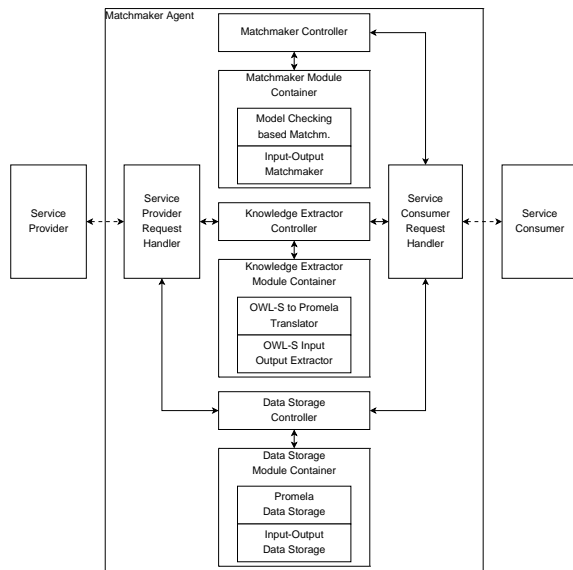 Matchmaker Agent
Matchmaker Controller
Matchmaker Module
Container
Model Checking
based Matchm.
Input-Output
Matchmaker
Service
Provider
Service
Provider
Request
Handler
Knowledge Extractor
Controller
Service
Consumer
Request
Handler
Service
Consumer
Knowledge Extractor
Module Container
OWL-S to Promela
Translator
OWL-S Input
Output Extractor
Data Storage
Controller
Data Storage
Module Container
Promela
Data Storage
Input-Output
Data Storage